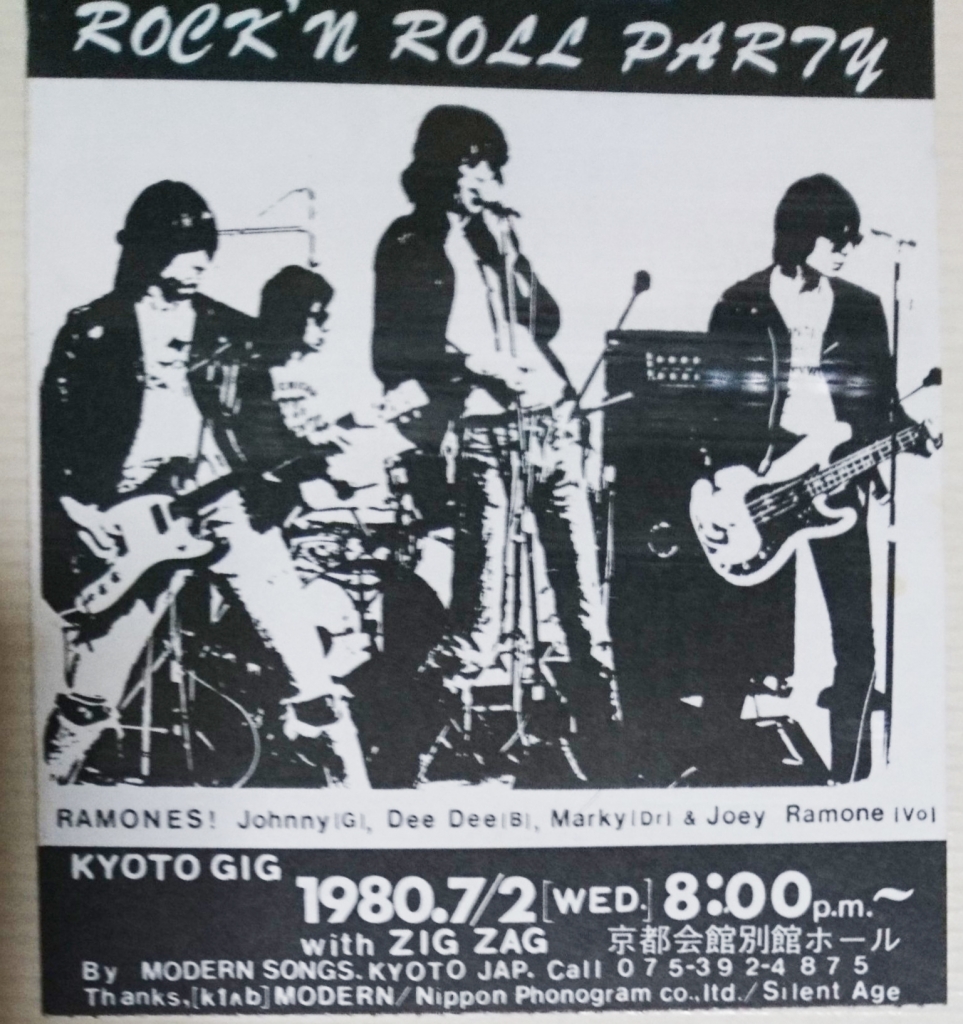 ROCK'N ROLL PARTY
RAMONES! Johnny(G), Dee Dee(B), Marky(Dr) & Joey Ramone (Vo)
KYOTO GIG
1980.7/2 [WED.] 8:00 p.m.~
with ZIG ZAG 京都会館別館ホール
By MODERN SONGS. KYOTO JAP. Call 075-392-4875
Thanks.[k1ʌb] MODERN/Nippon Phonogram co.,ltd./Silent Age